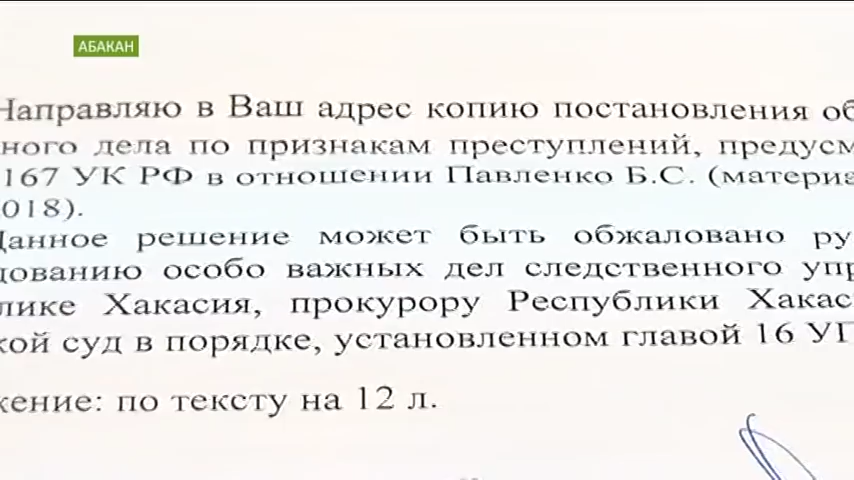 АБАКАН
Направляю в Ваш адрес копию постановления об
ного дела по признакам преступлений, предусм
167 УК РФ в отношении Павленко Б.С. (материа
018).
Данное решение может быть обжаловано ру
дованию особо важных дел следственного упр
лике Хакасия, прокурору Республики Хакас
кой суд в порядке, установленном главой 16 УП
жение: по тексту на 12 л.